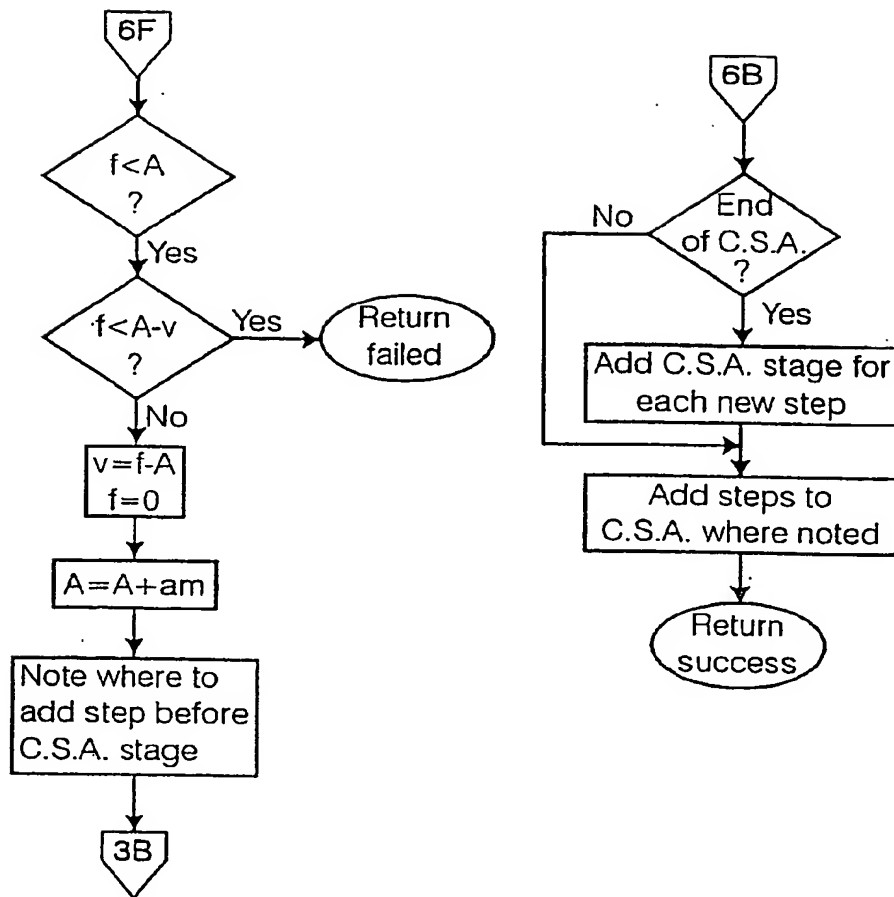 6F
f<A
?
Yes
f<A-v
?
Yes
Return
failed
No
v=f-A
f=0
A=A+am
Note where to
add step before
C.S.A. stage
3B
6B
End
of C.S.A.
?
No
Yes
Add C.S.A. stage for
each new step
Add steps to
C.S.A. where noted
Return
success